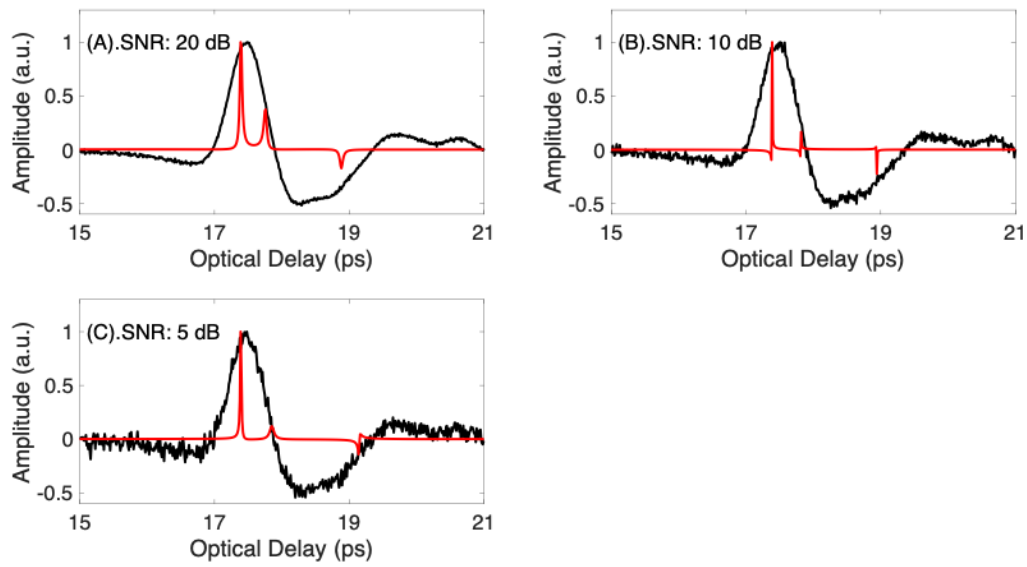 (A).SNR: 20 dB
Amplitude (a.u.)
1
0.5
0
-0.5
15 17 19 21
Optical Delay (ps)
(B).SNR: 10 dB
Amplitude (a.u.)
1
0.5
0
-0.5
15 17 19 21
Optical Delay (ps)
(C).SNR: 5 dB
Amplitude (a.u.)
1
0.5
0
-0.5
15 17 19 21
Optical Delay (ps)